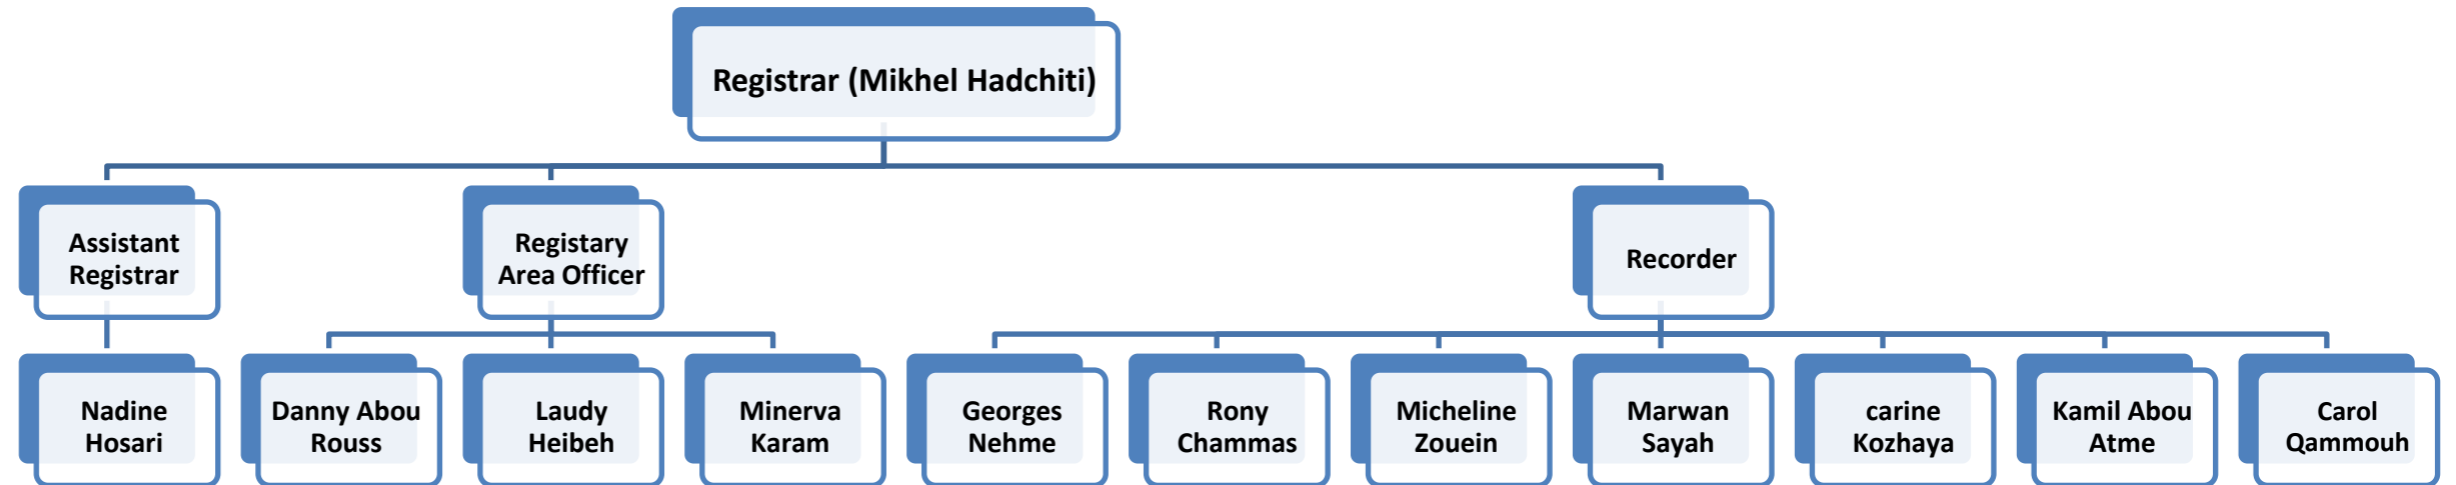 Registrar (Mikhel Hadchiti)
Assistant
Registrar
Registary
Area Officer
Recorder
Nadine
Hosari
Danny Abou
Rouss
Laudy
Heibeh
Minerva
Karam
Georges
Nehme
Rony
Chammas
Micheline
Zouein
Marwan
Sayah
carine
Kozhaya
Kamil Abou
Atme
Carol
Qammouh